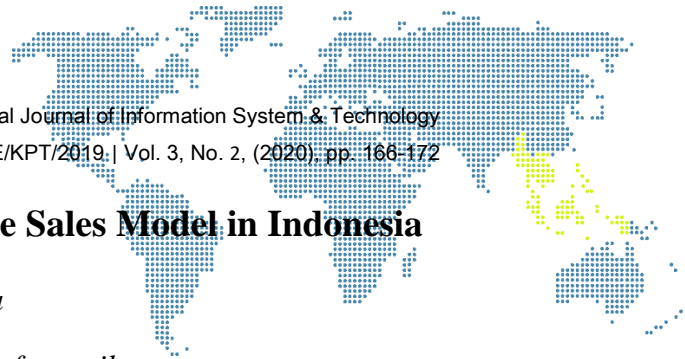 al Journal of Information System & Technology
E/KPT/2019 | Vol. 3, No. 2, (2020), pp. 166-172
e Sales Model in Indonesia